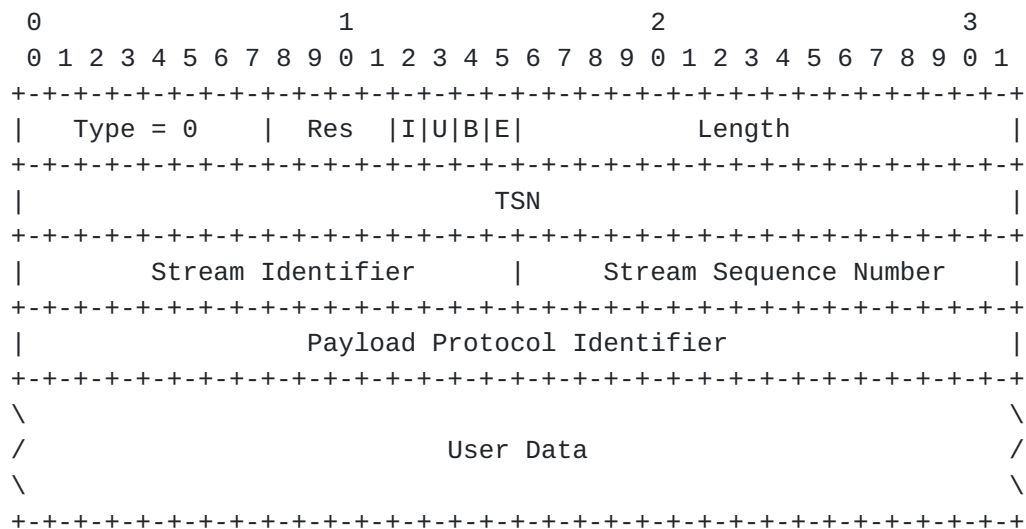 0                   1                   2                   3
 0 1 2 3 4 5 6 7 8 9 0 1 2 3 4 5 6 7 8 9 0 1 2 3 4 5 6 7 8 9 0 1
+-+-+-+-+-+-+-+-+-+-+-+-+-+-+-+-+-+-+-+-+-+-+-+-+-+-+-+-+-+-+-+-+
|   Type = 0    |  Res  |I|U|B|E|           Length              |
+-+-+-+-+-+-+-+-+-+-+-+-+-+-+-+-+-+-+-+-+-+-+-+-+-+-+-+-+-+-+-+-+
|                              TSN                              |
+-+-+-+-+-+-+-+-+-+-+-+-+-+-+-+-+-+-+-+-+-+-+-+-+-+-+-+-+-+-+-+-+
|        Stream Identifier      |     Stream Sequence Number    |
+-+-+-+-+-+-+-+-+-+-+-+-+-+-+-+-+-+-+-+-+-+-+-+-+-+-+-+-+-+-+-+-+
|                  Payload Protocol Identifier                  |
+-+-+-+-+-+-+-+-+-+-+-+-+-+-+-+-+-+-+-+-+-+-+-+-+-+-+-+-+-+-+-+-+
\                                                               \
/                           User Data                           /
\                                                               \
+-+-+-+-+-+-+-+-+-+-+-+-+-+-+-+-+-+-+-+-+-+-+-+-+-+-+-+-+-+-+-+-+